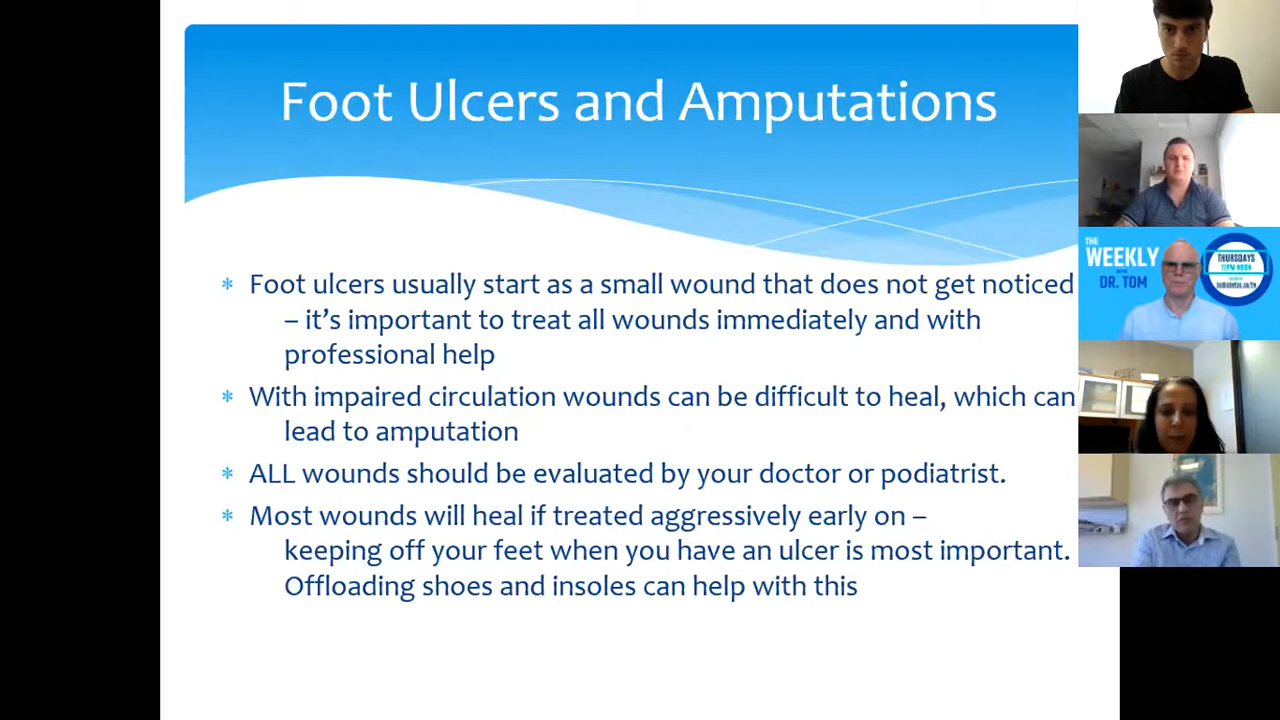 Foot Ulcers and Amputations
* Foot ulcers usually start as a small wound that does not get noticed
– it’s important to treat all wounds immediately and with
professional help
* With impaired circulation wounds can be difficult to heal, which can
lead to amputation
* ALL wounds should be evaluated by your doctor or podiatrist.
* Most wounds will heal if treated aggressively early on –
keeping off your feet when you have an ulcer is most important.
Offloading shoes and insoles can help with this
THE
WEEKLY
DR. TOM
THURSDAYS
12PM NOON